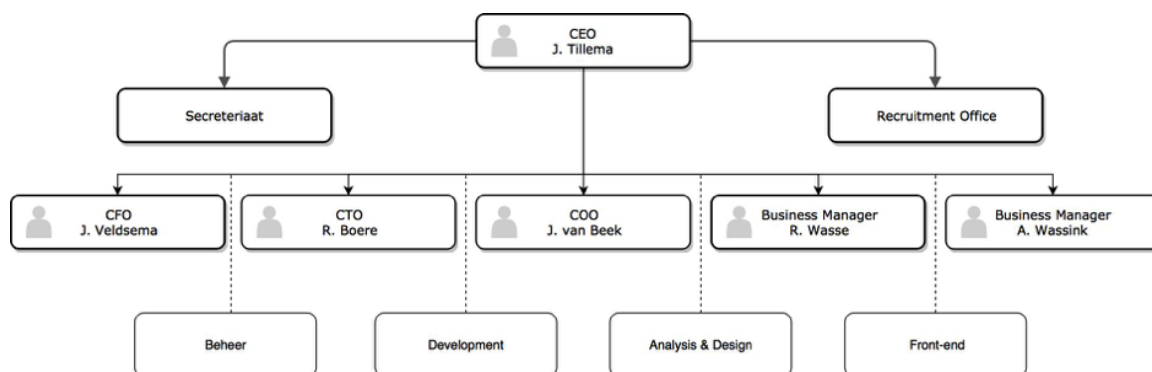 CEO
J. Tillema
Secreteriaat
Recruitment Office
CFO
J. Veldsema
CTO
R. Boere
COO
J. van Beek
Business Manager
R. Wasse
Business Manager
A. Wassink
Beheer
Development
Analysis & Design
Front-end